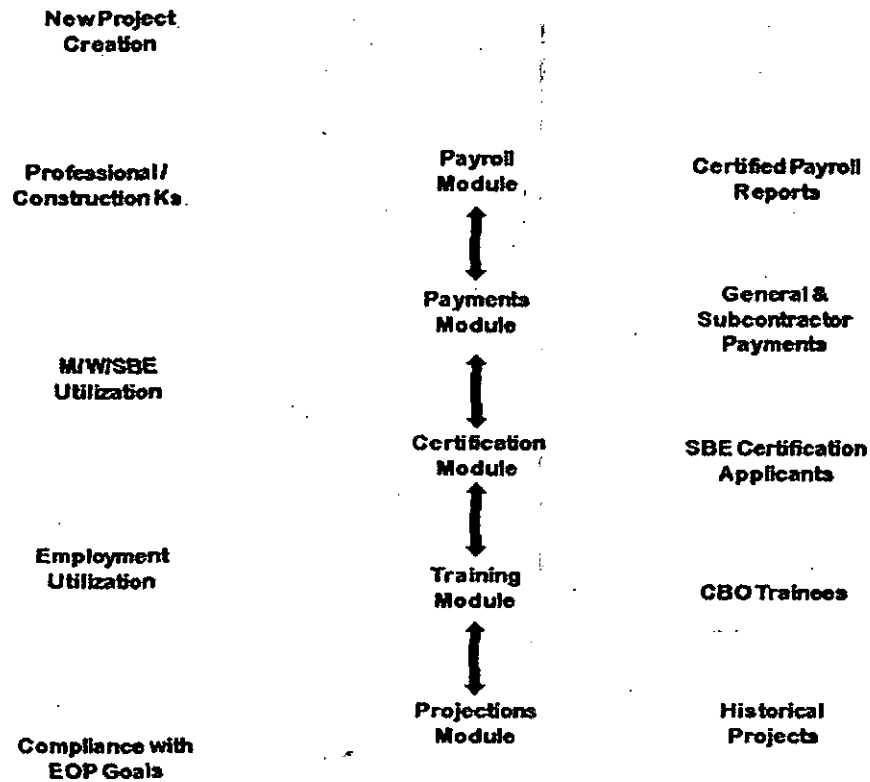 New Project
Creation
Professional /
Construction Ks
M/W/SBE
Utilization
Employment
Utilization
Compliance with
EOP Goals
Payroll
Module
Payments
Module
Certification
Module
Training
Module
Projections
Module
Certified Payroll
Reports
General &
Subcontractor
Payments
SBE Certification
Applicants
CBO Trainees
Historical
Projects